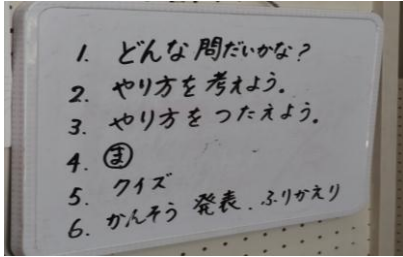 1. どんな問だいかな?
2. やり方を考えよう。
3. やり方をつたえよう。
4. ㋮
5. クイズ
6. かんそう 発表、ふりかえり